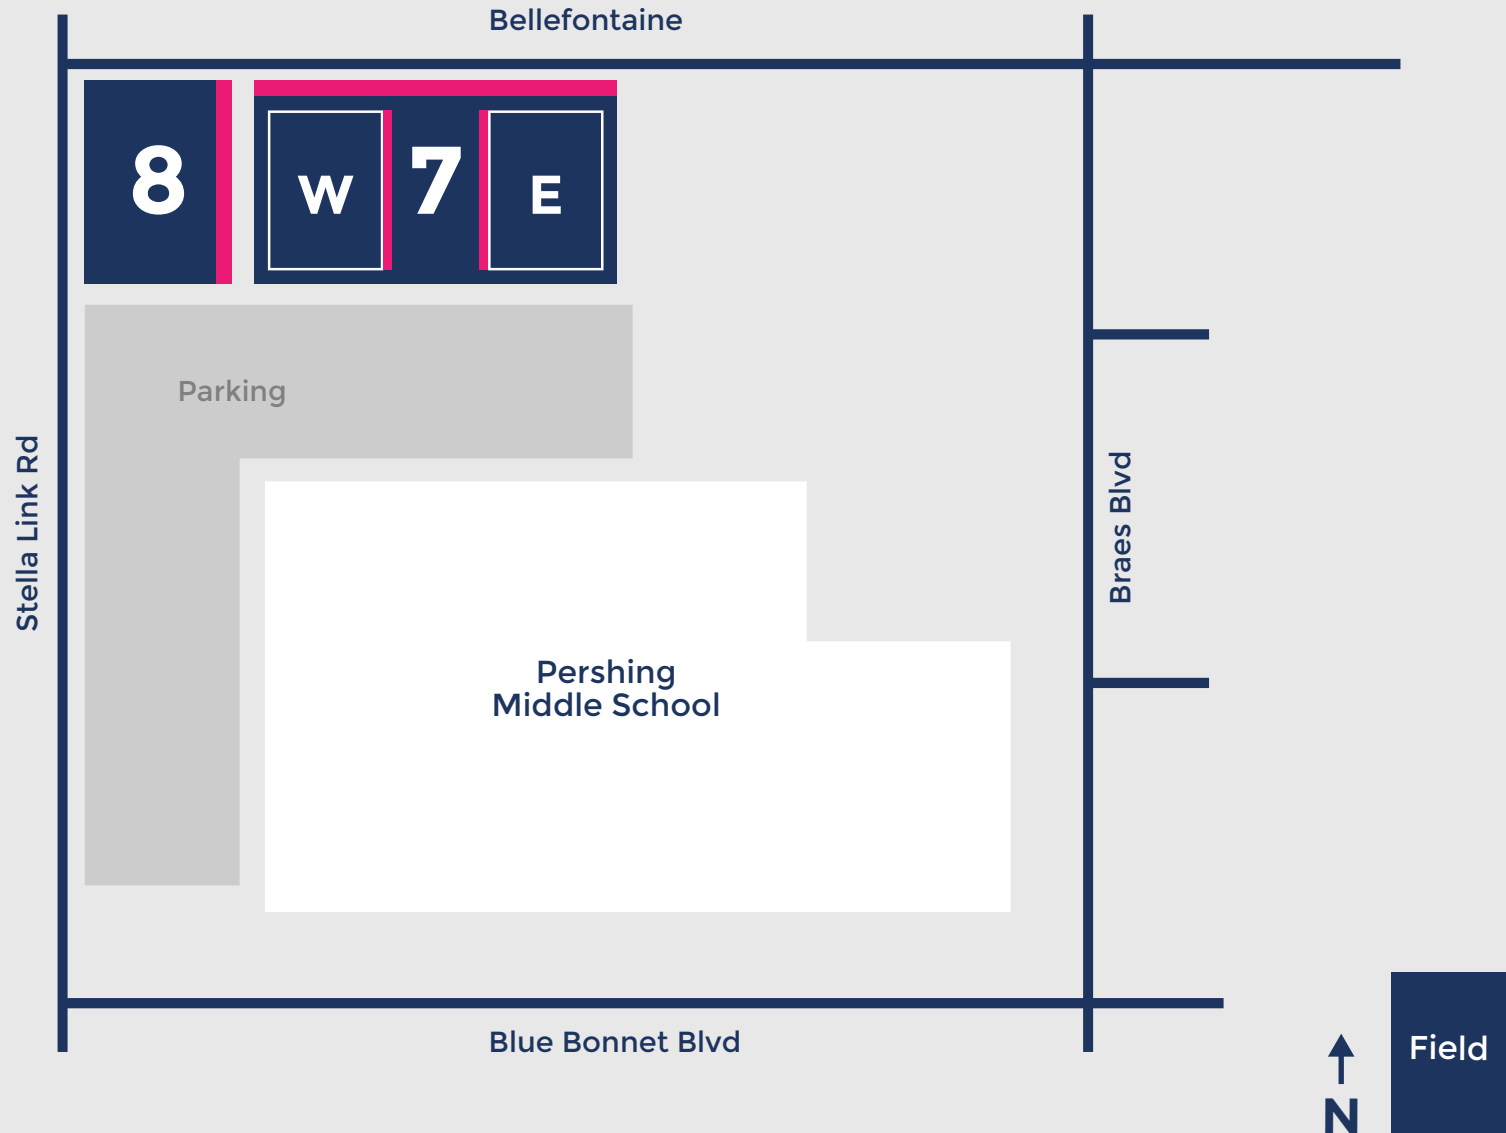 Bellefontaine
8
W
7
E
Parking
Stella Link Rd
Braes Blvd
Pershing
Middle School
Blue Bonnet Blvd
Field
N